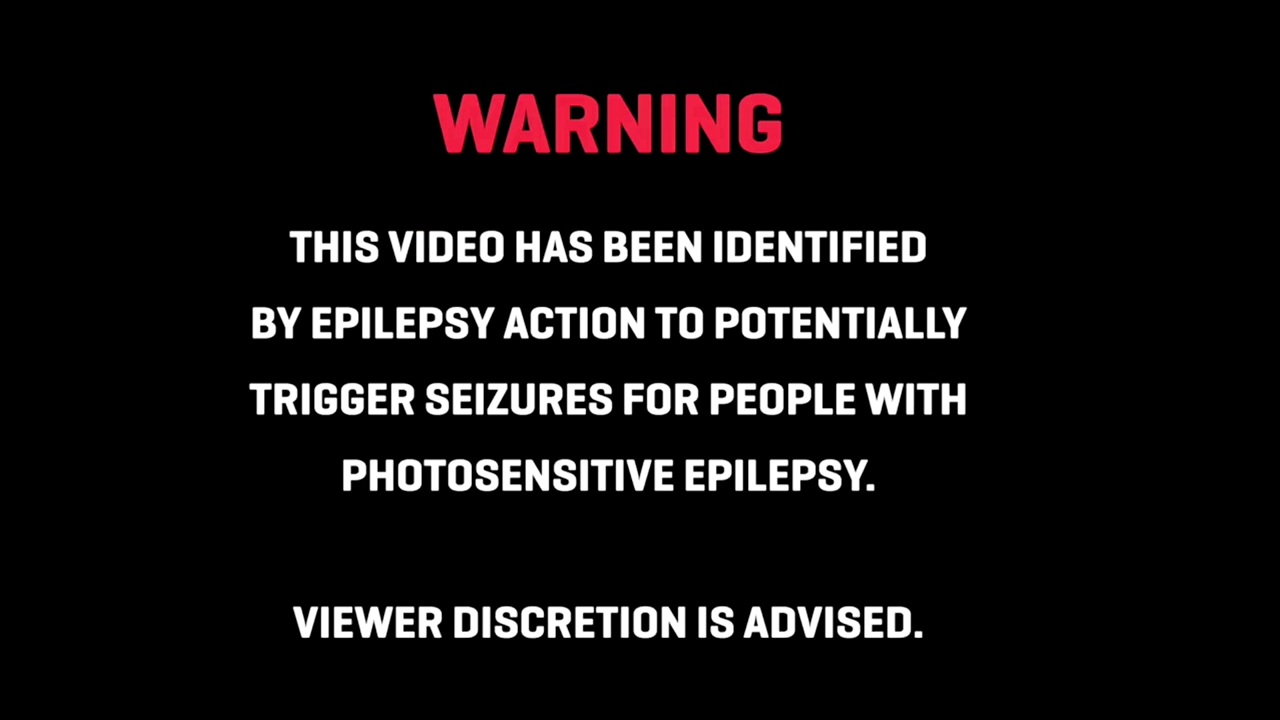 WARNING
THIS VIDEO HAS BEEN IDENTIFIED
BY EPILEPSY ACTION TO POTENTIALLY
TRIGGER SEIZURES FOR PEOPLE WITH
PHOTOSENSITIVE EPILEPSY.
VIEWER DISCRETION IS ADVISED.